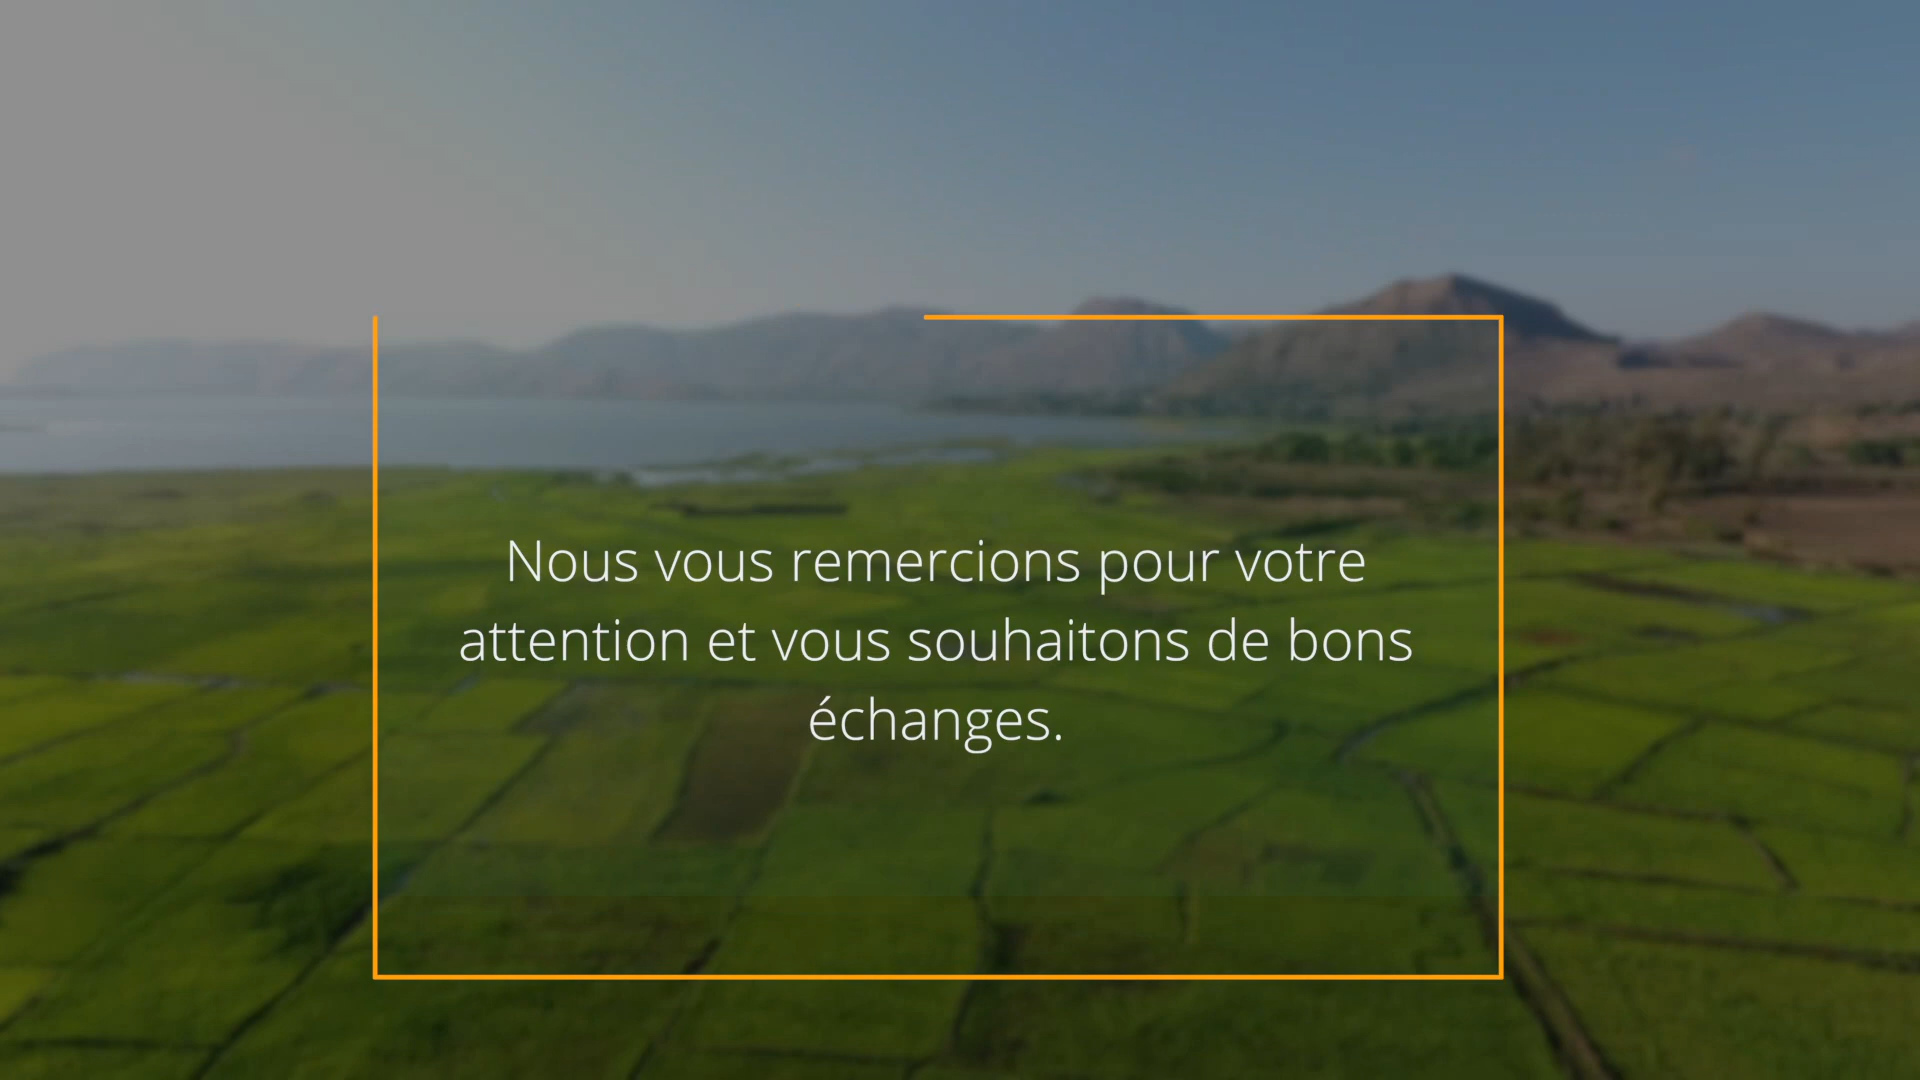 Nous vous remercions pour votre
attention et vous souhaitons de bons
échanges.